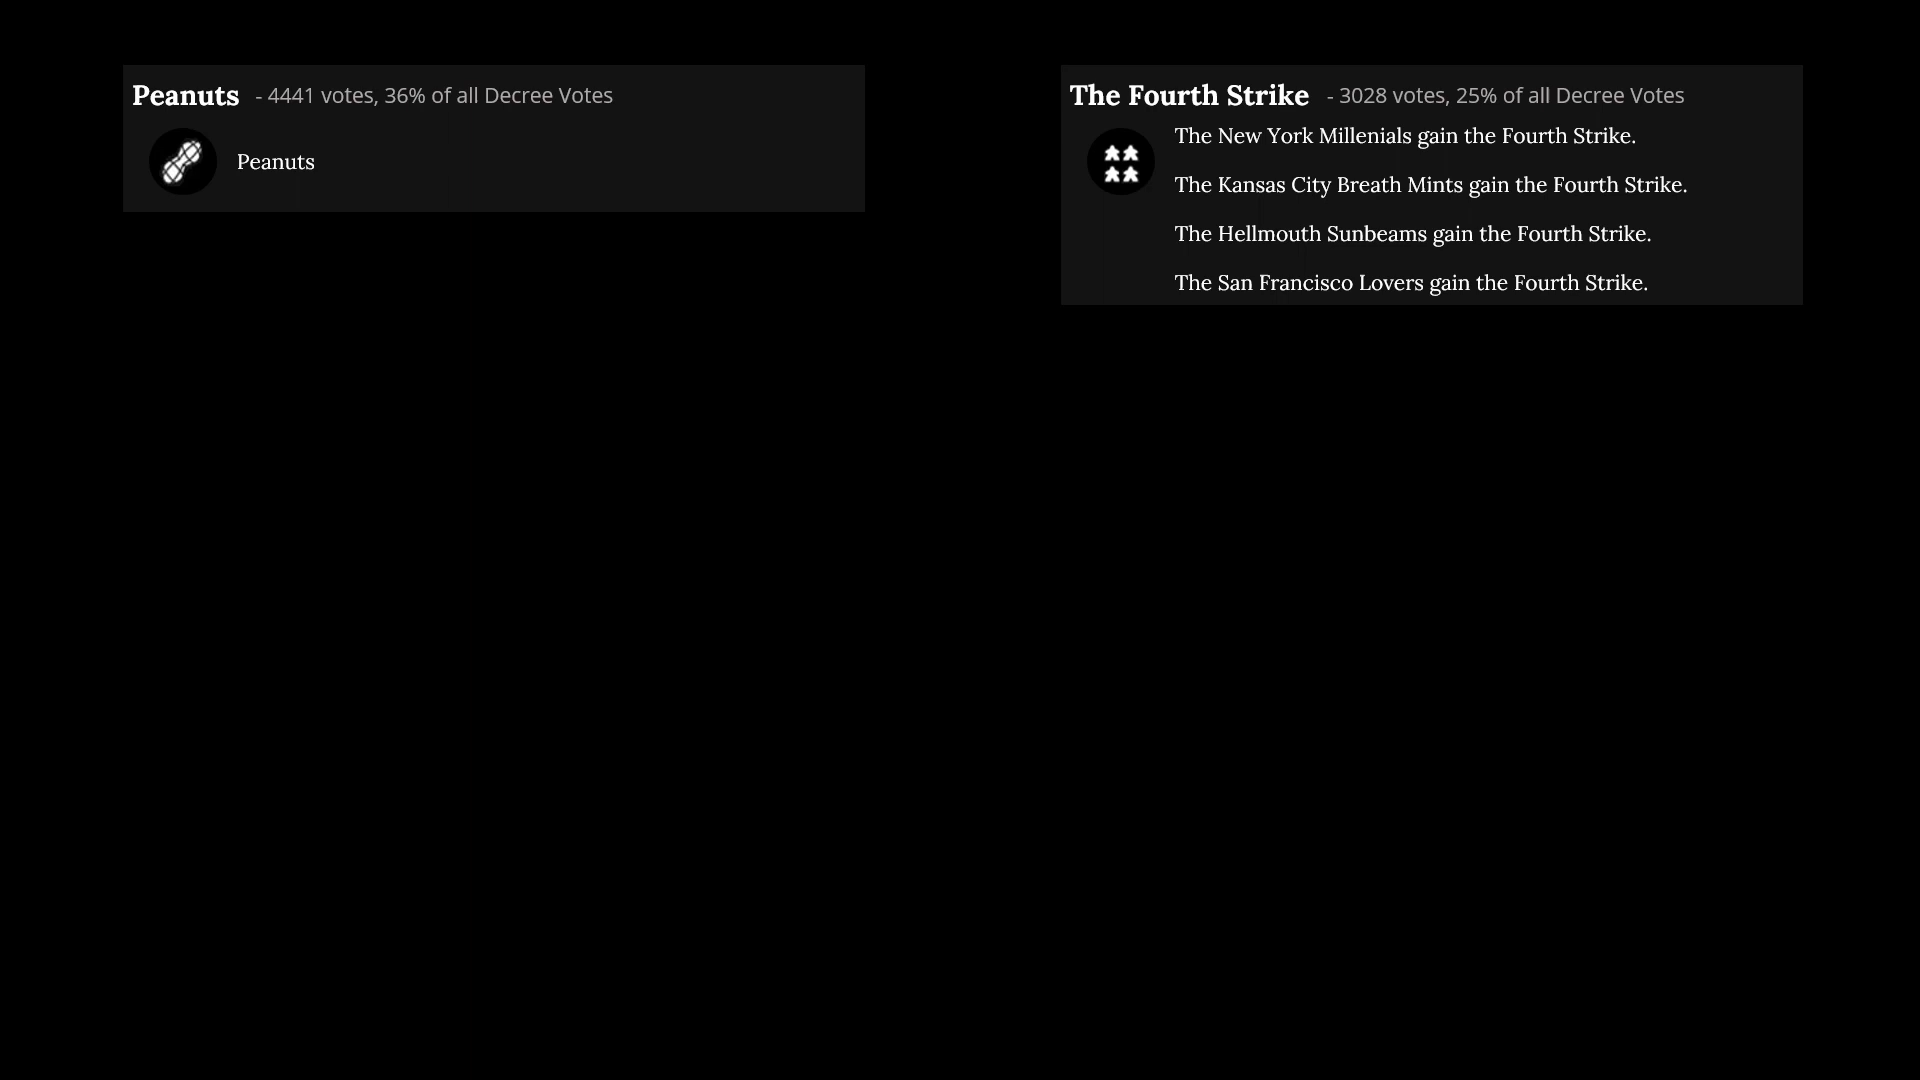 Peanuts - 4441 votes, 36% of all Decree Votes
Peanuts
The Fourth Strike - 3028 votes, 25% of all Decree Votes
The New York Millenials gain the Fourth Strike.
The Kansas City Breath Mints gain the Fourth Strike.
The Hellmouth Sunbeams gain the Fourth Strike.
The San Francisco Lovers gain the Fourth Strike.